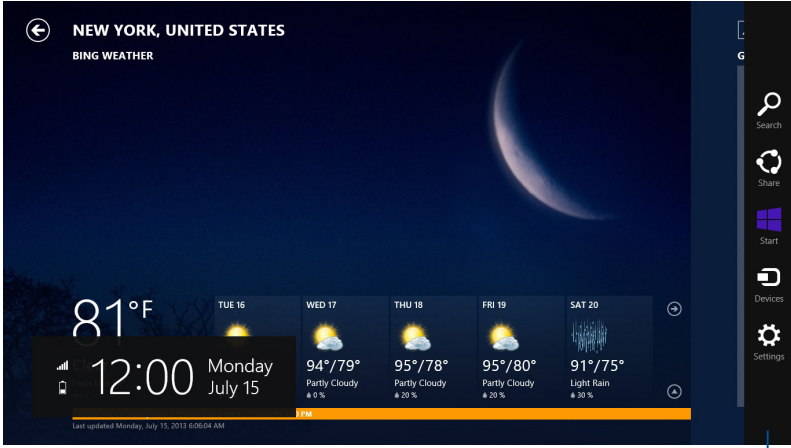 NEW YORK, UNITED STATES
BING WEATHER
G
Search
Share
Start
Devices
Settings
81°F
TUE 16
WED 17
94°/79°
Partly Cloudy
0 %
THU 18
95°/78°
Partly Cloudy
20 %
FRI 19
95°/80°
Partly Cloudy
20 %
SAT 20
91°/75°
Light Rain
30 %
12:00
Monday
July 15
PM
Last updated Monday, July 15, 2013 6:06:04 AM